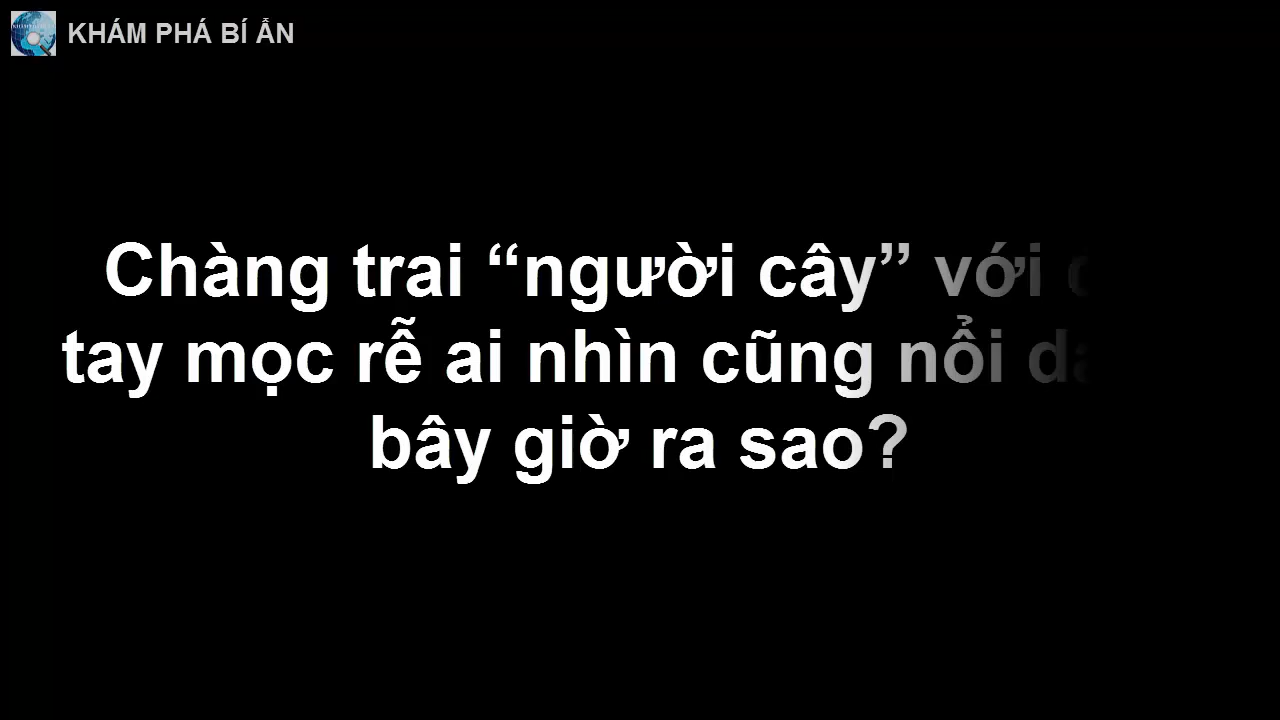 KHÁM PHÁ BÍ ẨN
Chàng trai “người cây” với
tay mọc rễ ai nhìn cũng nổi
bây giờ ra sao?